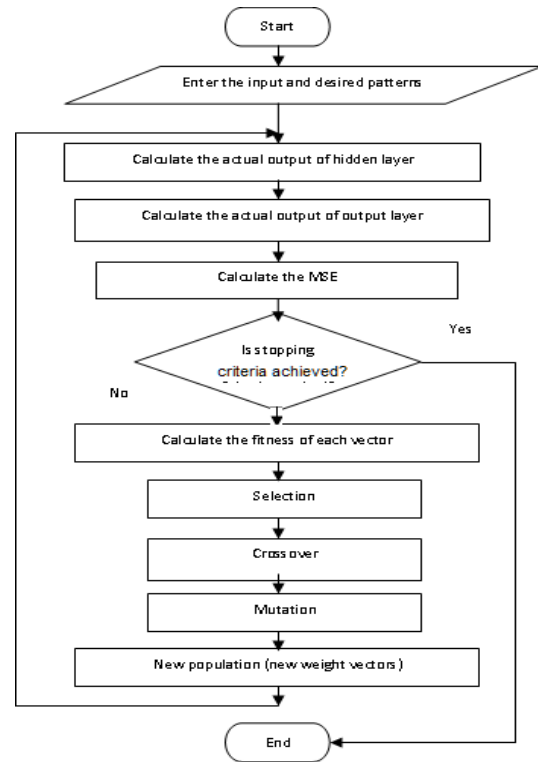 Start
Enter the input and desired patterns
Calculate the actual output of hidden layer
Calculate the actual output of output layer
Calculate the MSE
Yes
Is stopping
criteria achieved?
No
Calculate the fitness of each vector
Selection
Crossover
Mutation
New population (new weight vectors)
End